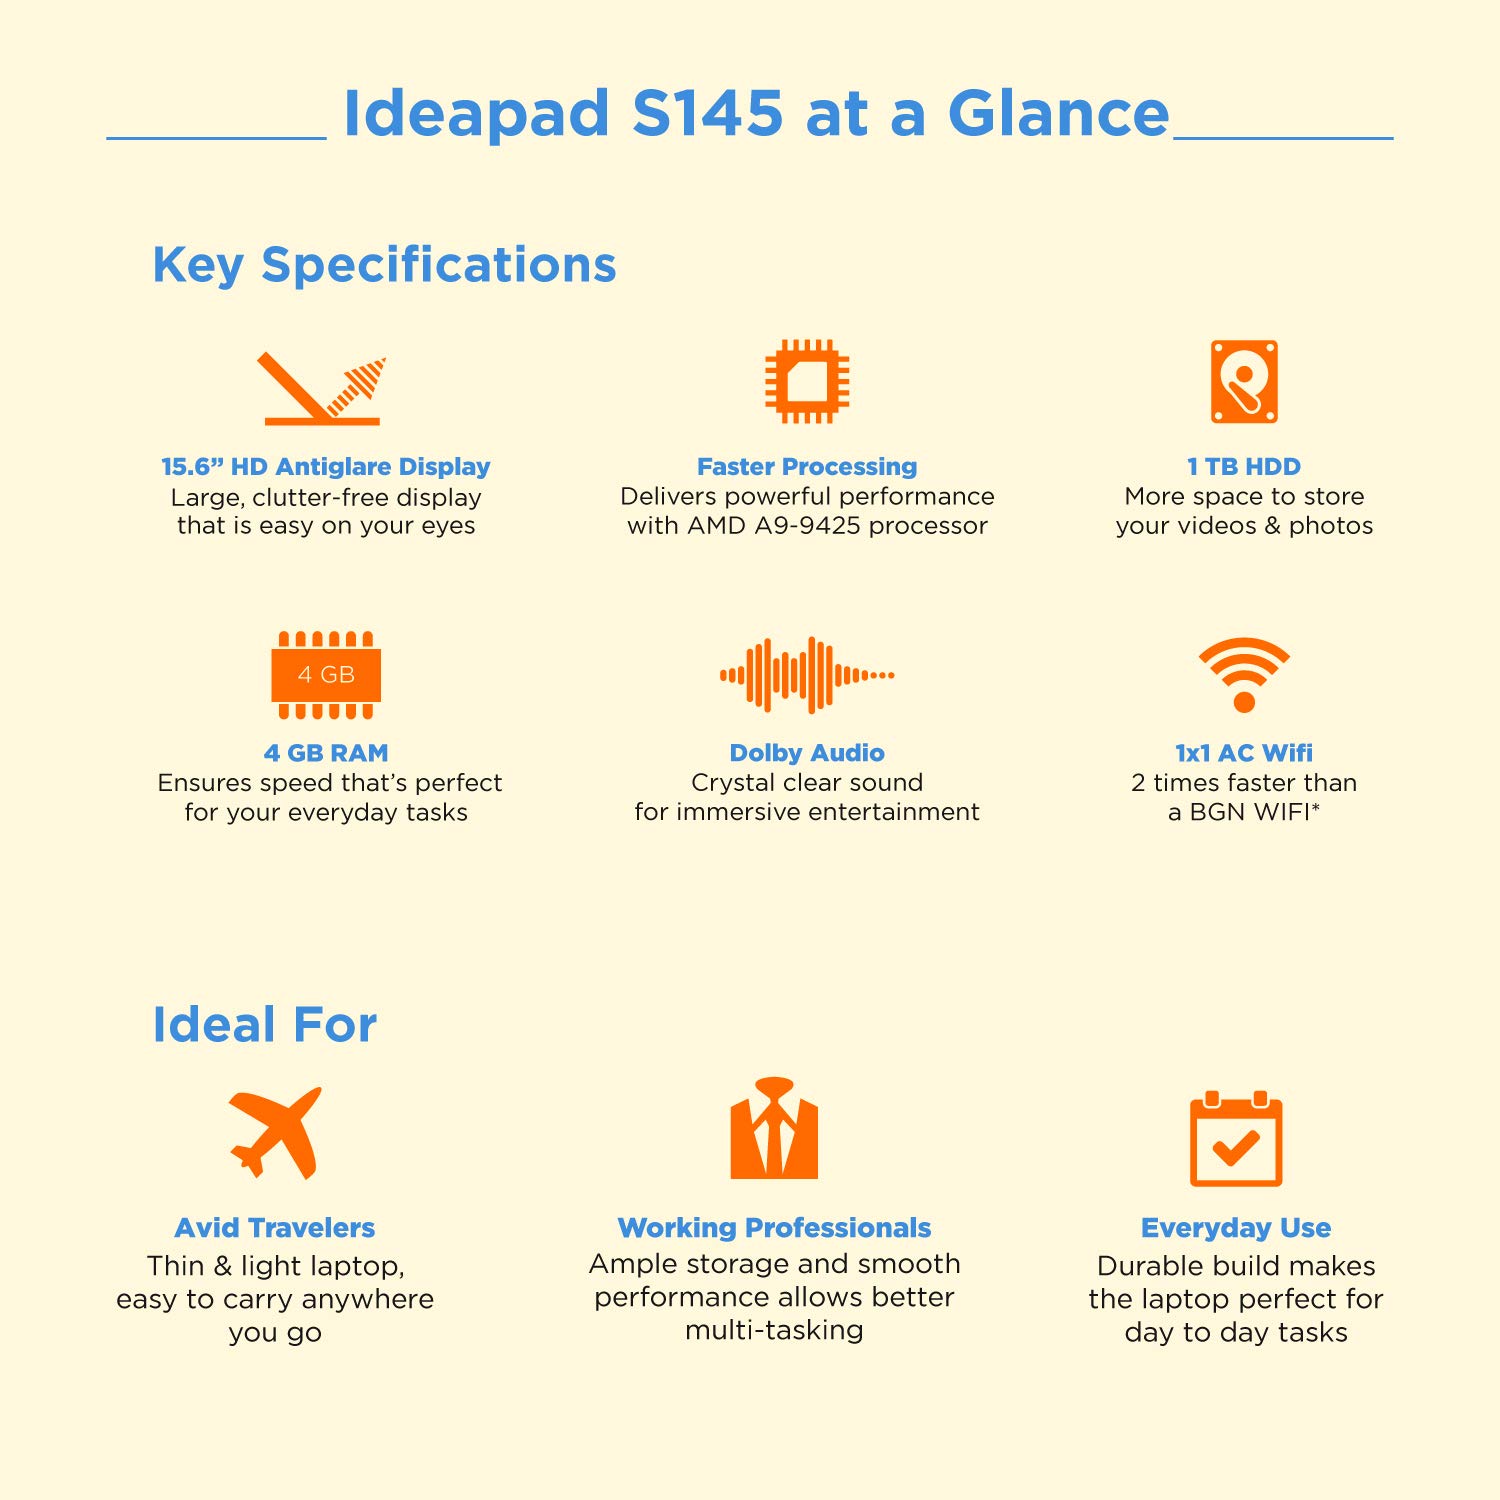 Ideapad S145 at a Glance
Key Specifications
15.6” HD Antiglare Display
Large, clutter-free display
that is easy on your eyes
Faster Processing
Delivers powerful performance
with AMD A9-9425 processor
1 TB HDD
More space to store
your videos & photos
4 GB
4 GB RAM
Ensures speed that’s perfect
for your everyday tasks
Dolby Audio
Crystal clear sound
for immersive entertainment
1x1 AC Wifi
2 times faster than
a BGN WIFI*
Ideal For
Avid Travelers
Thin & light laptop,
easy to carry anywhere
you go
Working Professionals
Ample storage and smooth
performance allows better
multi-tasking
Everyday Use
Durable build makes
the laptop perfect for
day to day tasks